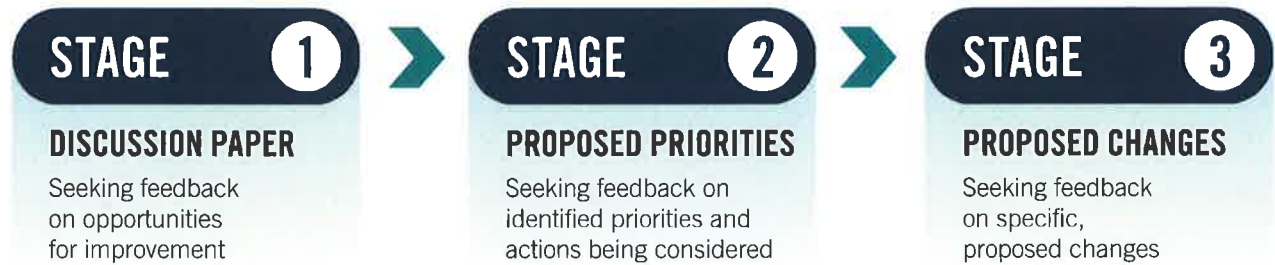 STAGE 1
DISCUSSION PAPER
Seeking feedback
on opportunities
for improvement
STAGE 2
PROPOSED PRIORITIES
Seeking feedback on
identified priorities and
actions being considered
STAGE 3
PROPOSED CHANGES
Seeking feedback
on specific,
proposed changes